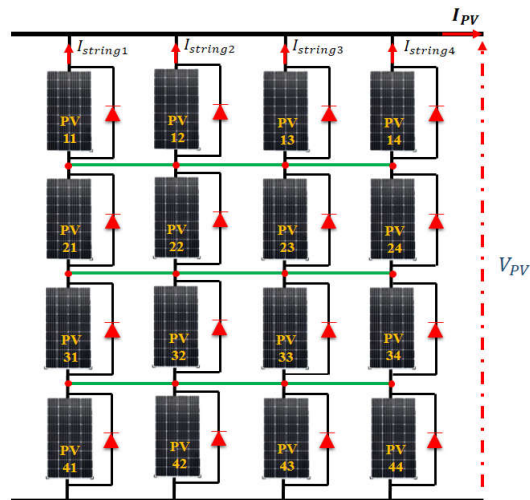 I_PV
I_string1 I_string2 I_string3 I_string4
PV PV PV PV
11 12 13 14
PV PV PV PV
21 22 23 24
V_PV
PV PV PV PV
31 32 33 34
PV PV PV PV
41 42 43 44